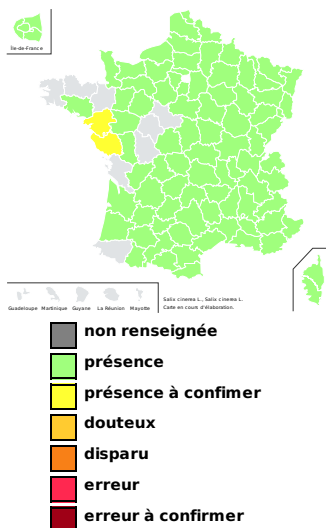 Île-de-France
Guadeloupe Martinique Guyane La Réunion Mayotte
Salix cinerea L., Salix cinerea L.
Carte en cours d'élaboration.
non renseignée
présence
présence à confimer
douteux
disparu
erreur
erreur à confirmer